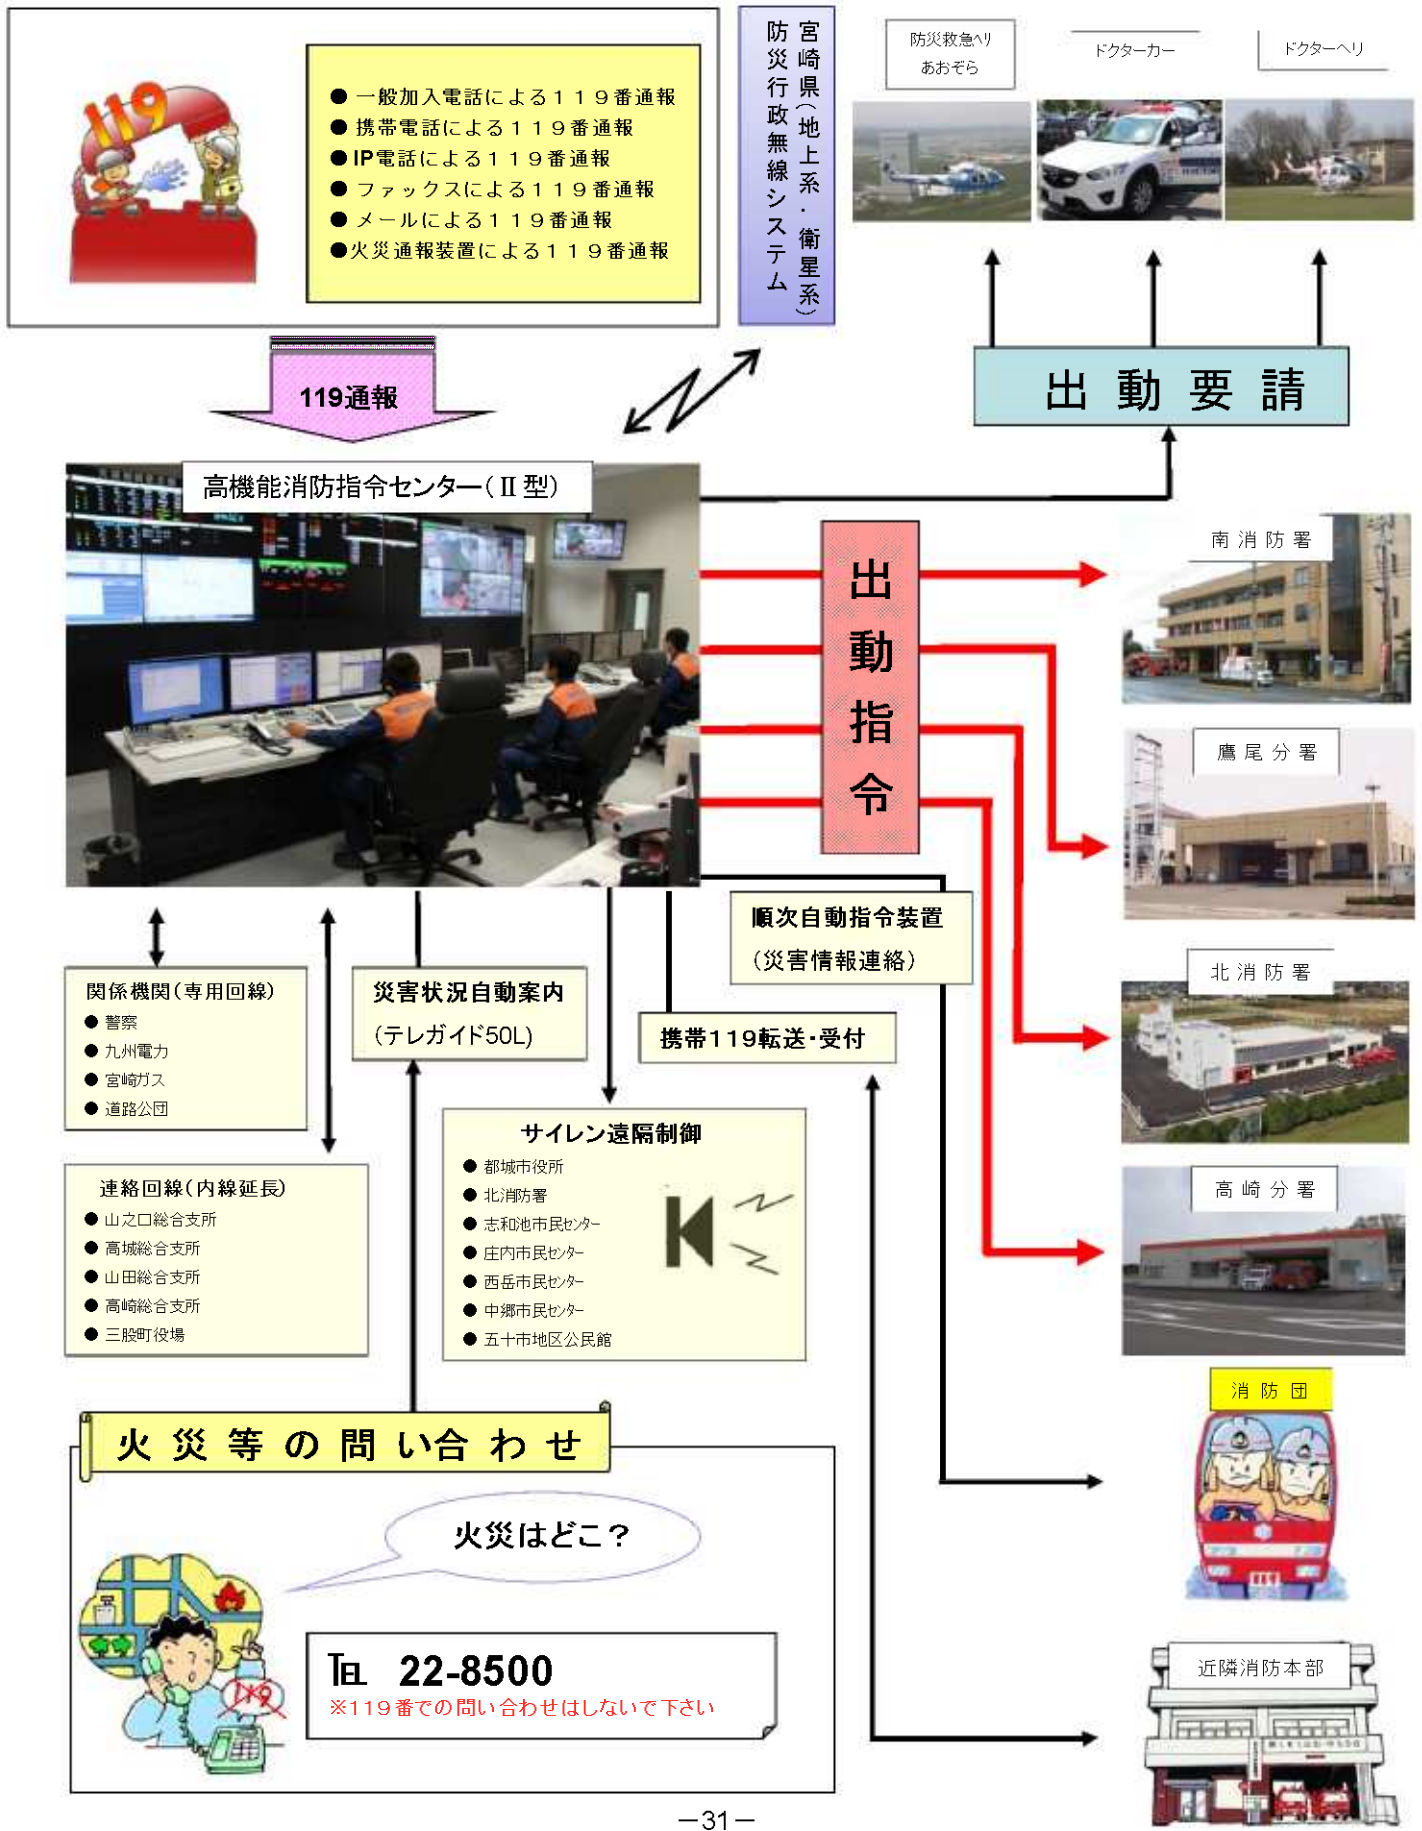 119
● 一般加入電話による１１９番通報
● 携帯電話による１１９番通報
● IP電話による１１９番通報
● ファックスによる１１９番通報
● メールによる１１９番通報
●火災通報装置による１１９番通報
宮崎県（地上系・衛星系）
防災行政無線システム
防災救急ヘリ
あおぞら
ドクターカー
ドクターヘリ
119通報
出動要請
高機能消防指令センター（Ⅱ型）
出動指令
南消防署
鷹尾分署
北消防署
高崎分署
順次自動指令装置
（災害情報連絡）
関係機関（専用回線）
● 警察
● 九州電力
● 宮崎ガス
● 道路公団
災害状況自動案内
（テレガイド50L)
携帯119転送・受付
サイレン遠隔制御
● 都城市役所
● 北消防署
● 志和池市民センター
● 庄内市民センター
● 西岳市民センター
● 中郷市民センター
● 五十市地区公民館
連絡回線（内線延長）
● 山之口総合支所
● 高城総合支所
● 山田総合支所
● 高崎総合支所
● 三股町役場
消防団
119
火災等の問い合わせ
火災はどこ？
119
℡ 22-8500
※119番での問い合わせはしないで下さい
近隣消防本部
－31－